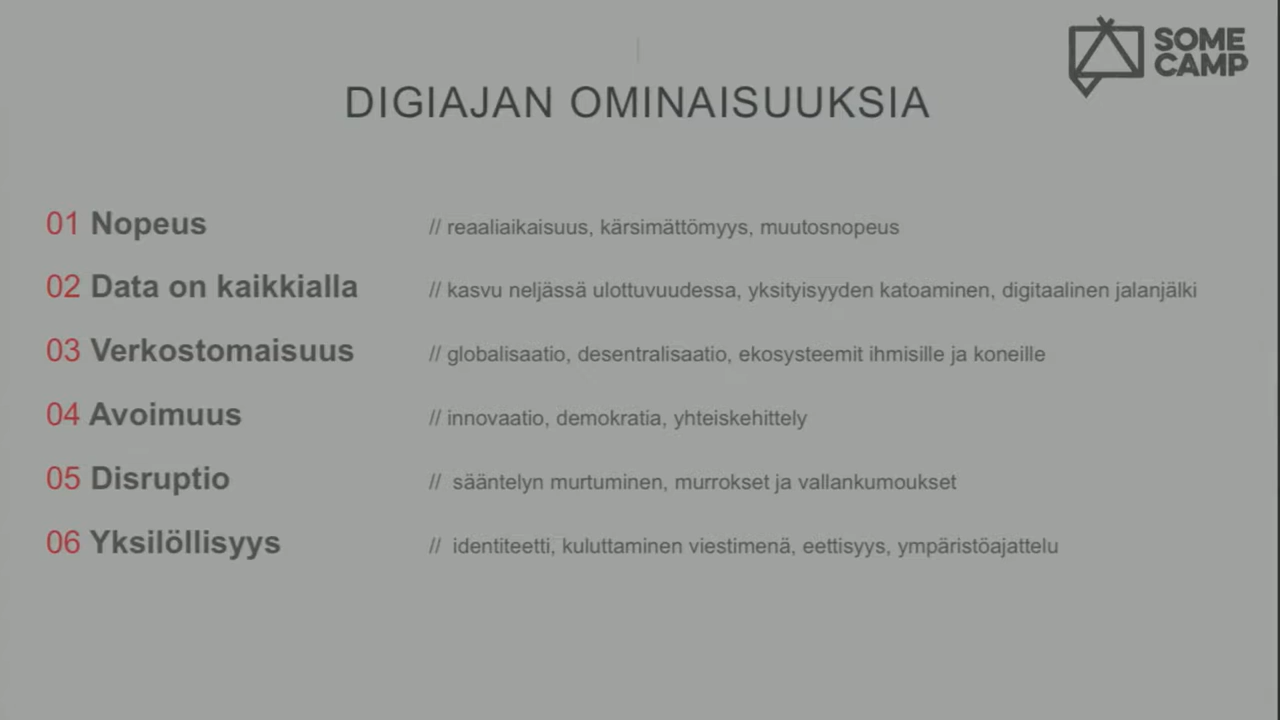 SOME
CAMP
DIGIAJAN OMINAISUUKSIA
01 Nopeus // reaaliaikaisuus, kärsimättömyys, muutosnopeus
02 Data on kaikkialla // kasvu neljässä ulottuvuudessa, yksityisyyden katoaminen, digitaalinen jalanjälki
03 Verkostomaisuus // globalisaatio, desentralisaatio, ekosysteemit ihmisille ja koneille
04 Avoimuus // innovaatio, demokratia, yhteiskehittely
05 Disruptio // sääntelyn murtuminen, murrokset ja vallankumoukset
06 Yksilöllisyys // identiteetti, kuluttaminen viestimenä, eettisyys, ympäristöajattelu